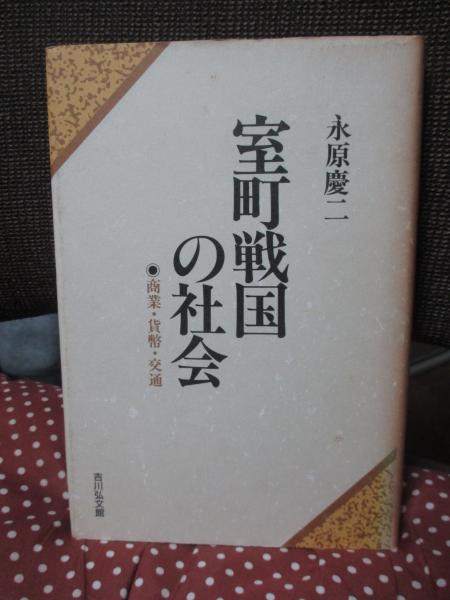 永原慶二
室町戦国
の社会
◉商業・貨幣・交通
吉川弘文館